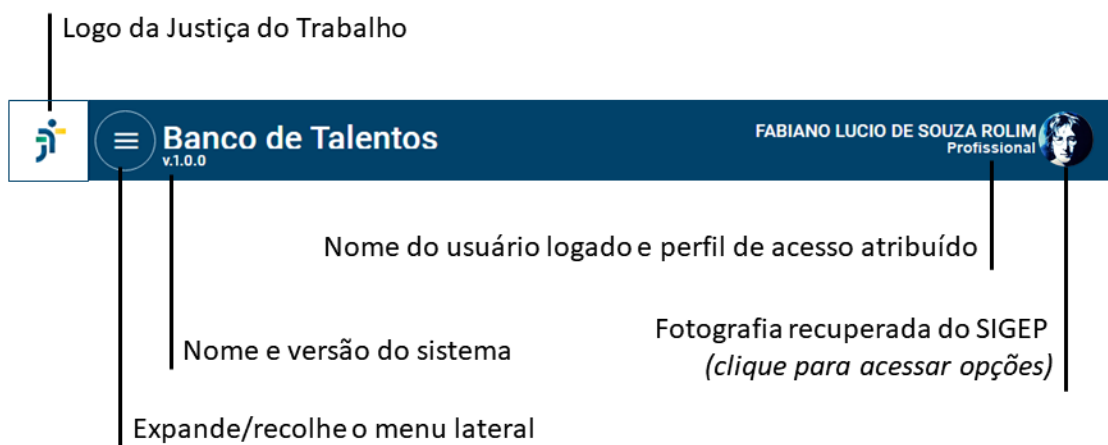 Logo da Justiça do Trabalho
Banco de Talentos
v.1.0.0
FABIANO LUCIO DE SOUZA ROLIM
Profissional
Nome do usuário logado e perfil de acesso atribuído
Fotografia recuperada do SIGEP
(clique para acessar opções)
Nome e versão do sistema
Expande/recolhe o menu lateral